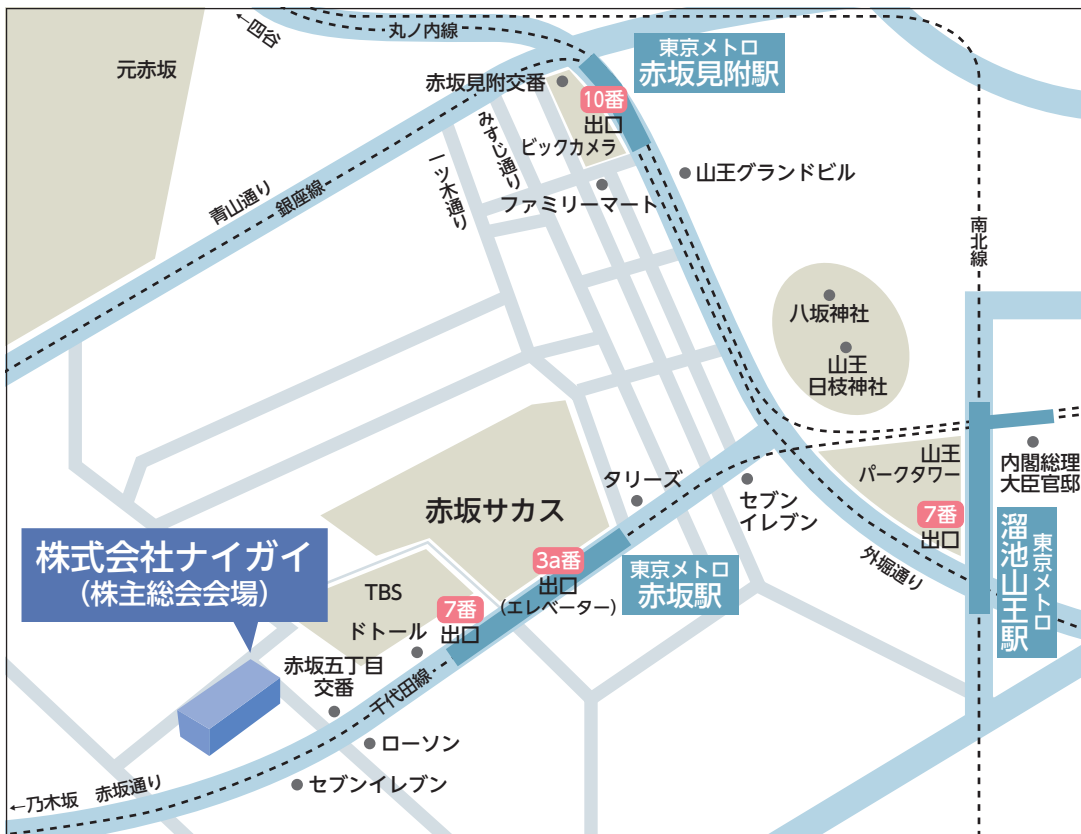 ←四谷
丸ノ内線
東京メトロ
赤坂見附駅
元赤坂
赤坂見附交番
10番
出口
ビックカメラ
みすじ通り
一ツ木通り
山王グランドビル
ファミリーマート
青山通り
銀座線
南北線
八坂神社
山王
日枝神社
山王
パークタワー
内閣総理
大臣官邸
7番
出口
東京メトロ
溜池山王駅
外堀通り
タリーズ
セブン
イレブン
赤坂サカス
3a番
出口
(エレベーター)
東京メトロ
赤坂駅
株式会社ナイガイ
(株主総会会場)
TBS
7番
出口
ドトール
赤坂五丁目
交番
千代田線
ローソン
セブンイレブン
←乃木坂 赤坂通り